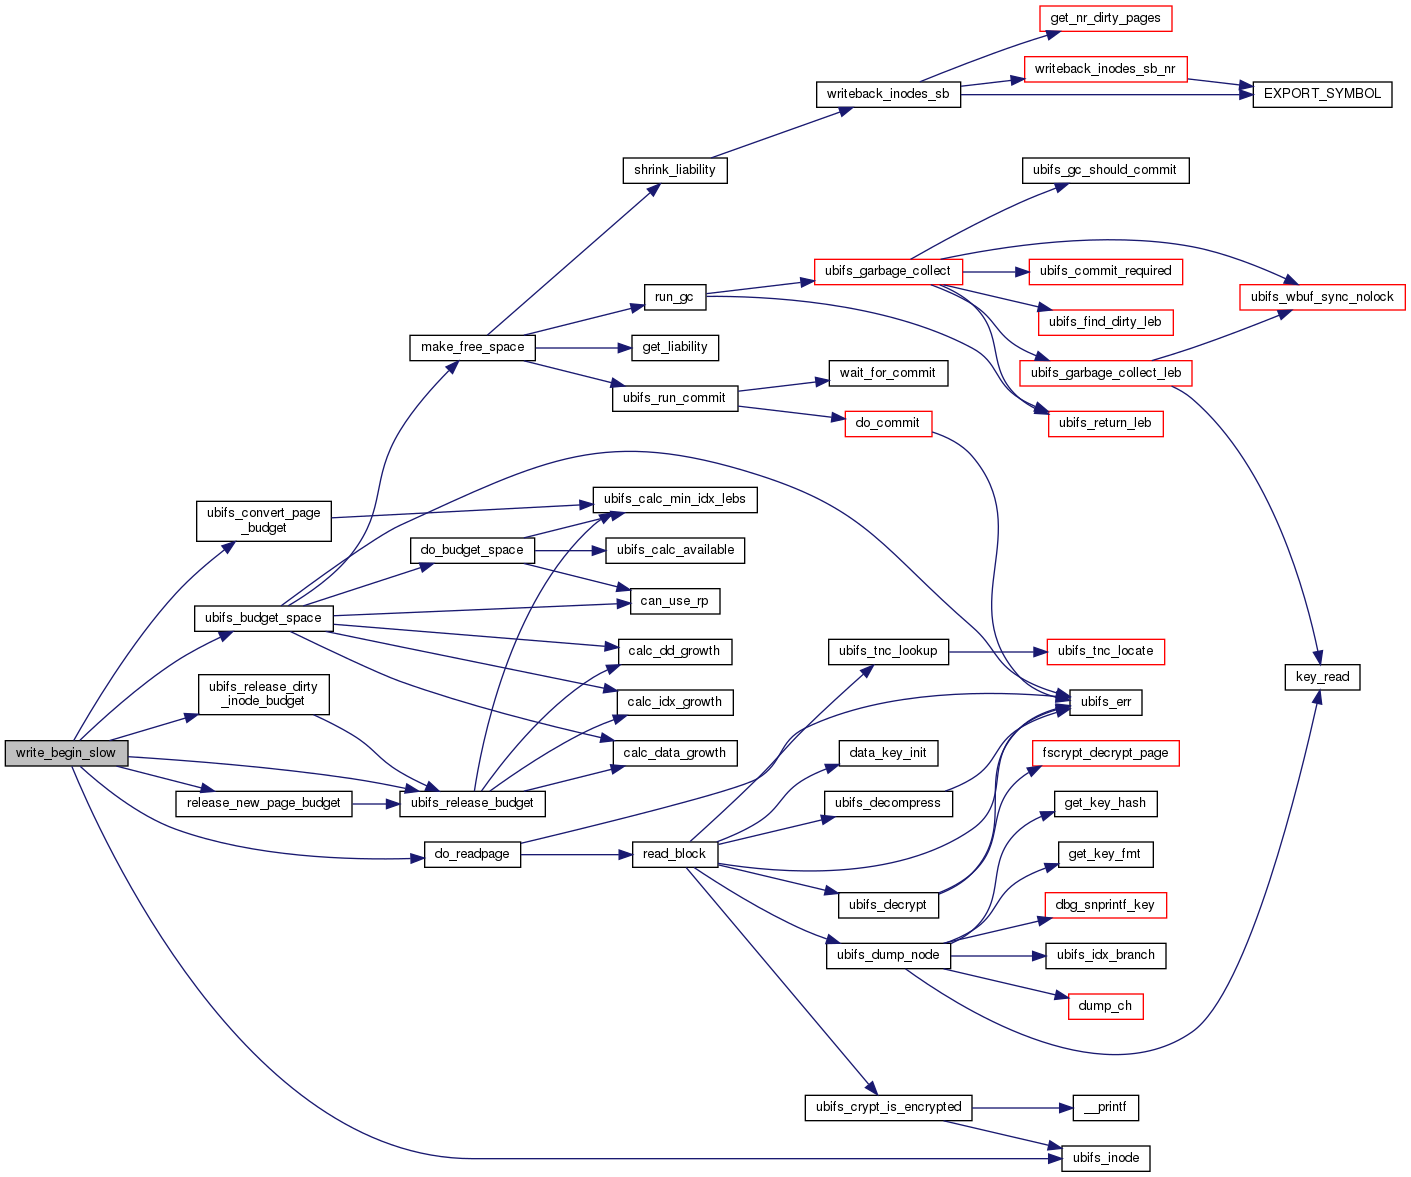 get_nr_dirty_pages
writeback_inodes_sb_nr
writeback_inodes_sb
EXPORT_SYMBOL
shrink_liability
ubifs_gc_should_commit
ubifs_garbage_collect
ubifs_commit_required
run_gc
ubifs_wbuf_sync_nolock
ubifs_find_dirty_leb
make_free_space
get_liability
wait_for_commit
ubifs_garbage_collect_leb
ubifs_run_commit
do_commit
ubifs_return_leb
ubifs_calc_min_idx_lebs
ubifs_convert_page
_budget
do_budget_space
ubifs_calc_available
can_use_rp
ubifs_budget_space
calc_dd_growth
ubifs_tnc_lookup
ubifs_tnc_locate
key_read
ubifs_release_dirty
_inode_budget
calc_idx_growth
ubifs_err
write_begin_slow
calc_data_growth
data_key_init
fscrypt_decrypt_page
release_new_page_budget
ubifs_release_budget
ubifs_decompress
get_key_hash
do_readpage
read_block
get_key_fmt
ubifs_decrypt
dbg_snprintf_key
ubifs_dump_node
ubifs_idx_branch
dump_ch
ubifs_crypt_is_encrypted
__printf
ubifs_inode